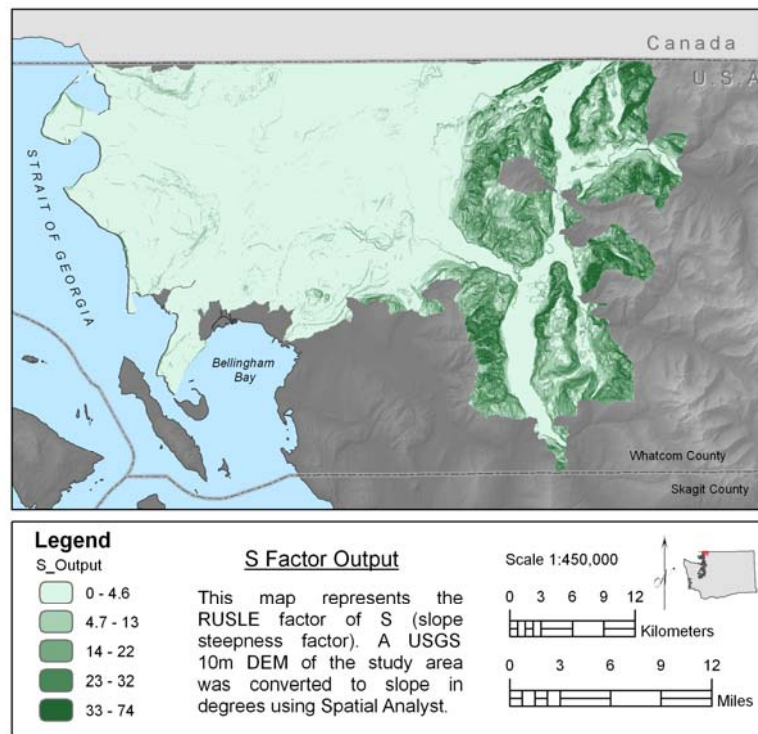 Canada
U.S.A
STRAIT OF GEORGIA
Bellingham
Bay
Whatcom County
Skagit County
Legend
S_Output
0 - 4.6
4.7 - 13
14 - 22
23 - 32
33 - 74
S Factor Output
This map represents the
RUSLE factor of S (slope
steepness factor). A USGS
10m DEM of the study area
was converted to slope in
degrees using Spatial Analyst.
Scale 1:450,000
0 3 6 9 12
Kilometers
0 3 6 9 12
Miles